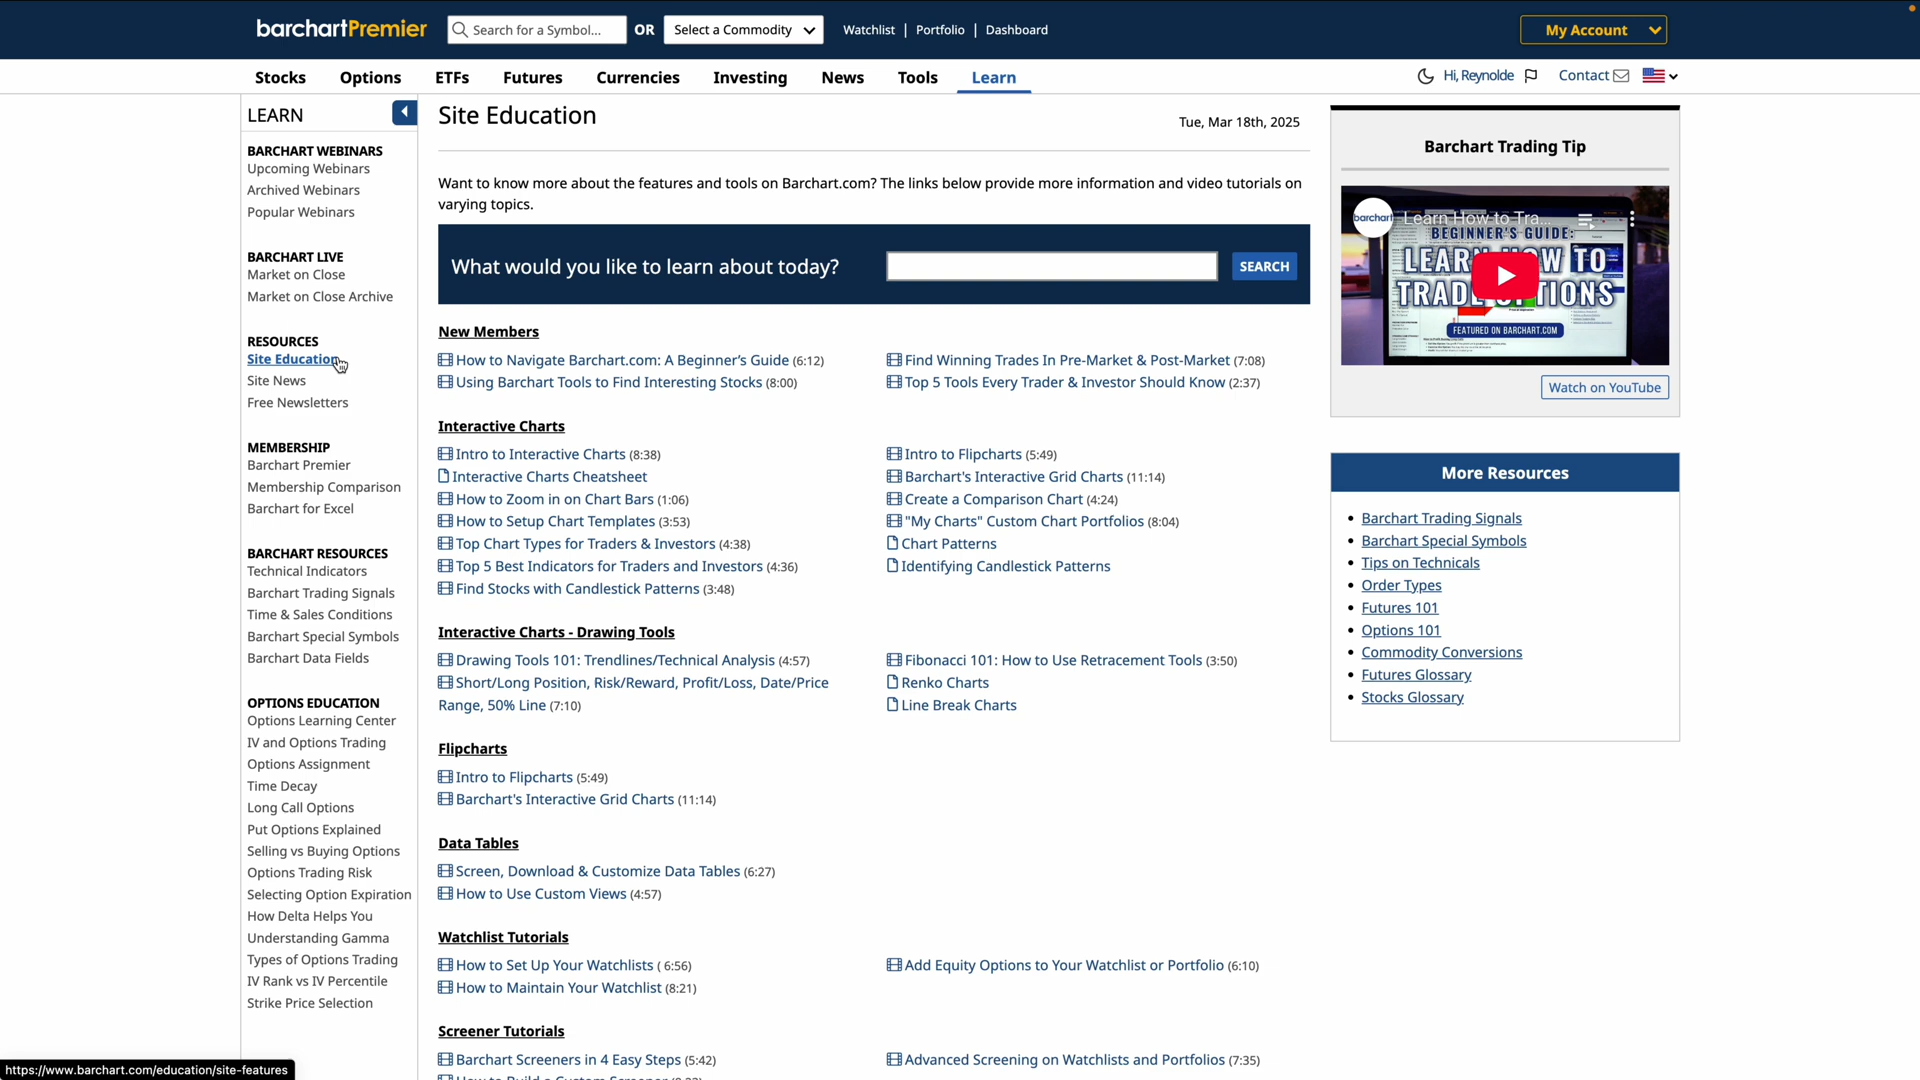 barchartPremier
Search for a Symbol...
OR
Select a Commodity
Watchlist | Portfolio | Dashboard
My Account
Stocks Options ETFs Futures Currencies Investing News Tools Learn
Hi, Reynolde
Contact
LEARN
BARCHART WEBINARS
Upcoming Webinars
Archived Webinars
Popular Webinars
BARCHART LIVE
Market on Close
Market on Close Archive
RESOURCES
Site Education
Site News
Free Newsletters
MEMBERSHIP
Barchart Premier
Membership Comparison
Barchart for Excel
BARCHART RESOURCES
Technical Indicators
Barchart Trading Signals
Time & Sales Conditions
Barchart Special Symbols
Barchart Data Fields
OPTIONS EDUCATION
Options Learning Center
IV and Options Trading
Options Assignment
Time Decay
Long Call Options
Put Options Explained
Selling vs Buying Options
Options Trading Risk
Selecting Option Expiration
How Delta Helps You
Understanding Gamma
Types of Options Trading
IV Rank vs IV Percentile
Strike Price Selection
Site Education
Tue, Mar 18th, 2025
Want to know more about the features and tools on Barchart.com? The links below provide more information and video tutorials on
varying topics.
What would you like to learn about today?
SEARCH
New Members
How to Navigate Barchart.com: A Beginner's Guide (6:12)
Using Barchart Tools to Find Interesting Stocks (8:00)
Find Winning Trades In Pre-Market & Post-Market (7:08)
Top 5 Tools Every Trader & Investor Should Know (2:37)
Interactive Charts
Intro to Interactive Charts (8:38)
Interactive Charts Cheatsheet
How to Zoom in on Chart Bars (1:06)
How to Setup Chart Templates (3:53)
Top Chart Types for Traders & Investors (4:38)
Top 5 Best Indicators for Traders and Investors (4:36)
Find Stocks with Candlestick Patterns (3:48)
Intro to Flipcharts (5:49)
Barchart's Interactive Grid Charts (11:14)
Create a Comparison Chart (4:24)
"My Charts" Custom Chart Portfolios (8:04)
Chart Patterns
Identifying Candlestick Patterns
Interactive Charts - Drawing Tools
Drawing Tools 101: Trendlines/Technical Analysis (4:57)
Short/Long Position, Risk/Reward, Profit/Loss, Date/Price
Range, 50% Line (7:10)
Fibonacci 101: How to Use Retracement Tools (3:50)
Renko Charts
Line Break Charts
Flipcharts
Intro to Flipcharts (5:49)
Barchart's Interactive Grid Charts (11:14)
Data Tables
Screen, Download & Customize Data Tables (6:27)
How to Use Custom Views (4:57)
Watchlist Tutorials
How to Set Up Your Watchlists ( 6:56)
How to Maintain Your Watchlist (8:21)
Add Equity Options to Your Watchlist or Portfolio (6:10)
Screener Tutorials
Barchart Screeners in 4 Easy Steps (5:42)
Advanced Screening on Watchlists and Portfolios (7:35)
Barchart Trading Tip
barchart
Learn How to Tra...
BEGINNER'S GUIDE:
LEARN HOW TO
TRADE OPTIONS
FEATURED ON BARCHART.COM
Watch on YouTube
More Resources
Barchart Trading Signals
Barchart Special Symbols
Tips on Technicals
Order Types
Futures 101
Options 101
Commodity Conversions
Futures Glossary
Stocks Glossary
https://www.barchart.com/education/site-features